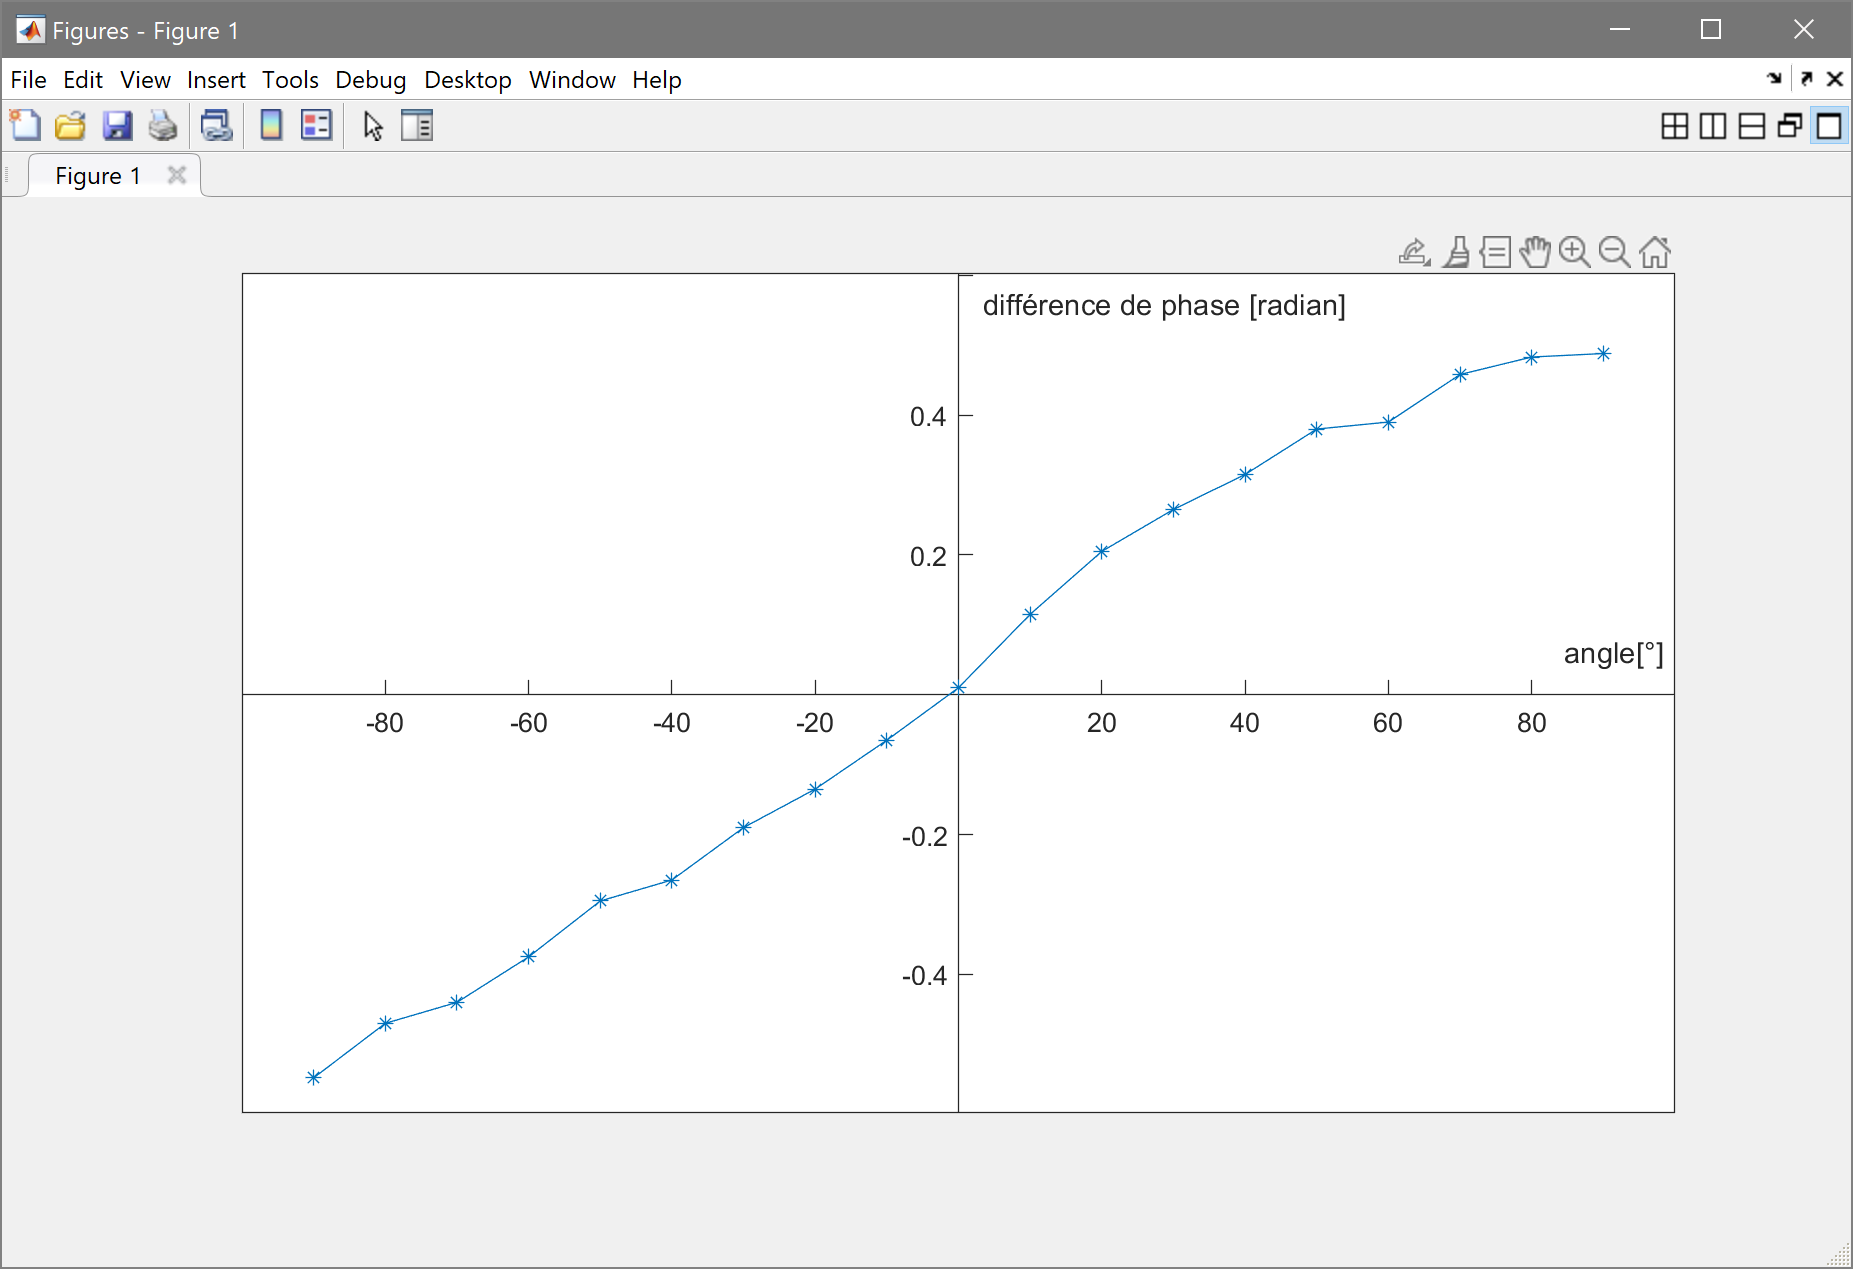 Figures - Figure 1
File Edit View Insert Tools Debug Desktop Window Help
Figure 1
différence de phase [radian]
0.4
0.2
angle[°]
-80 -60 -40 -20 20 40 60 80
-0.2
-0.4